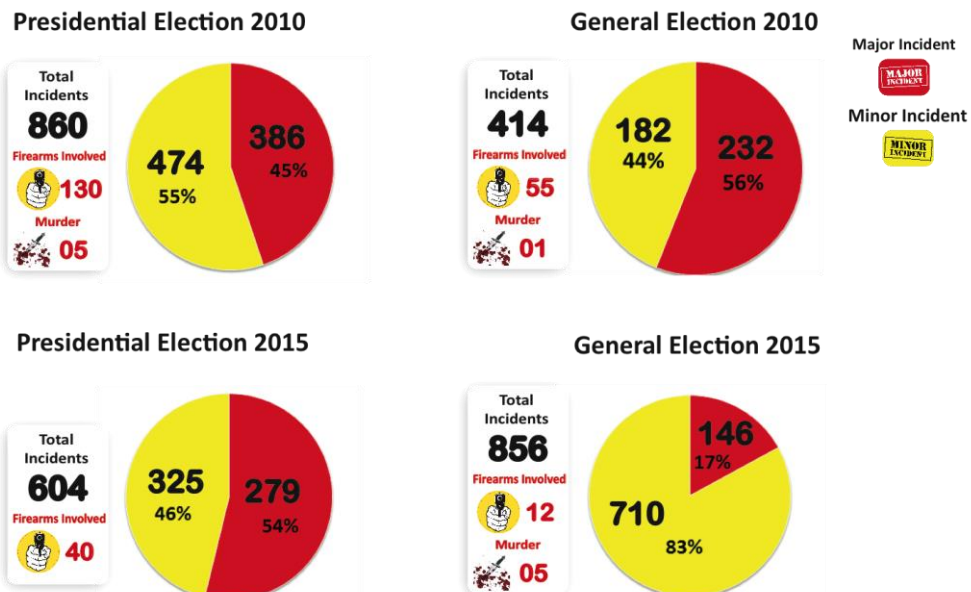 Presidential Election 2010
Total
Incidents
860
Firearms Involved
130
Murder
05
474
55%
386
45%
General Election 2010
Total
Incidents
414
Firearms Involved
55
Murder
01
182
44%
232
56%
Major Incident
MAJOR
INCIDENT
Minor Incident
MINOR
INCIDENT
Presidential Election 2015
Total
Incidents
604
Firearms Involved
40
325
46%
279
54%
General Election 2015
Total
Incidents
856
Firearms Involved
12
Murder
05
146
17%
710
83%